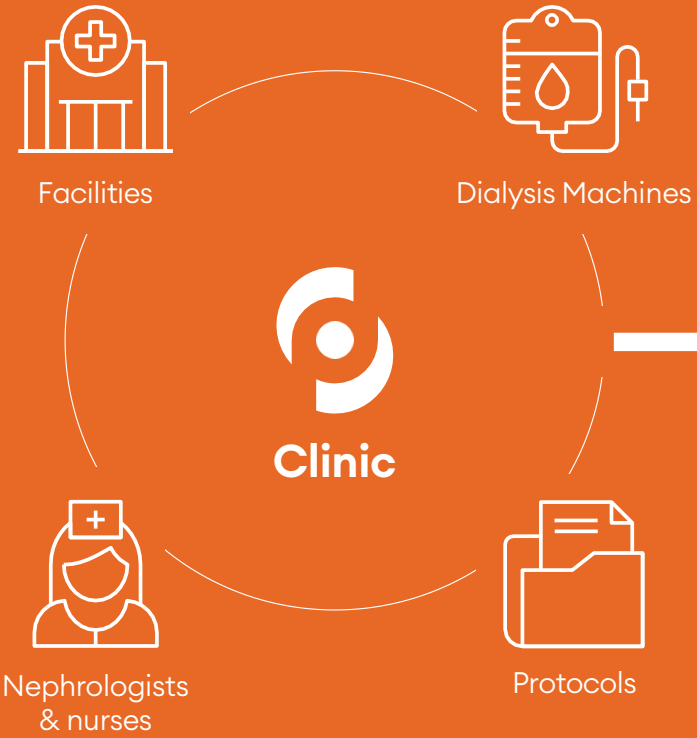 Facilities
Dialysis Machines
Clinic
Nephrologists
& nurses
Protocols